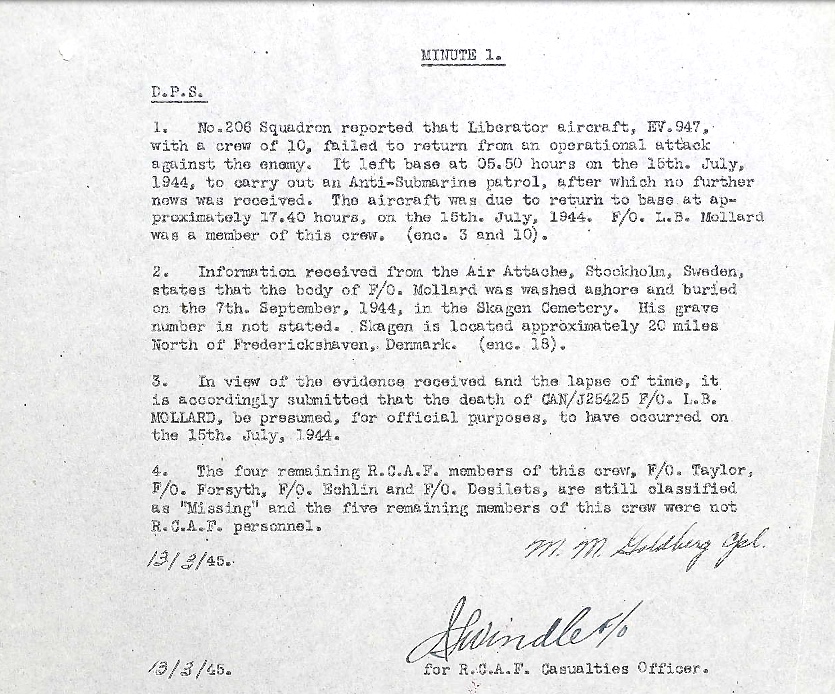 MINUTE 1.
D.P.S.
1. No.206 Squadron reported that Liberator aircraft, EV.947,
with a crew of 10, failed to return from an operational attack
against the enemy. It left base at 05.50 hours on the 15th. July,
1944, to carry out an Anti-Submarine patrol, after which no further
news was received. The aircraft was due to return to base at ap-
proximately 17.40 hours, on the 15th. July, 1944. F/O. L.B. Mollard
was a member of this crew. (enc. 3 and 10).
2. Information received from the Air Attache, Stockholm, Sweden,
states that the body of F/O. Mollard was washed ashore and buried
on the 7th. September, 1944, in the Skagen Cemetery. His grave
number is not stated. Skagen is located approximately 20 miles
North of Frederickshaven, Denmark. (enc. 18).
3. In view of the evidence received and the lapse of time, it
is accordingly submitted that the death of CAN/J25425 F/O. L.B.
MOLLARD, be presumed, for official purposes, to have occurred on
the 15th. July, 1944.
4. The four remaining R.C.A.F. members of this crew, F/O. Taylor,
F/O. Forsyth, F/O. Echlin and F/O. Desilets, are still classified
as "Missing" and the five remaining members of this crew were not
R.C.A.F. personnel.
M. M. Goldberg Cpl.
13/3/45.
Swindle F/O
13/3/45.
for R.C.A.F. Casualties Officer.